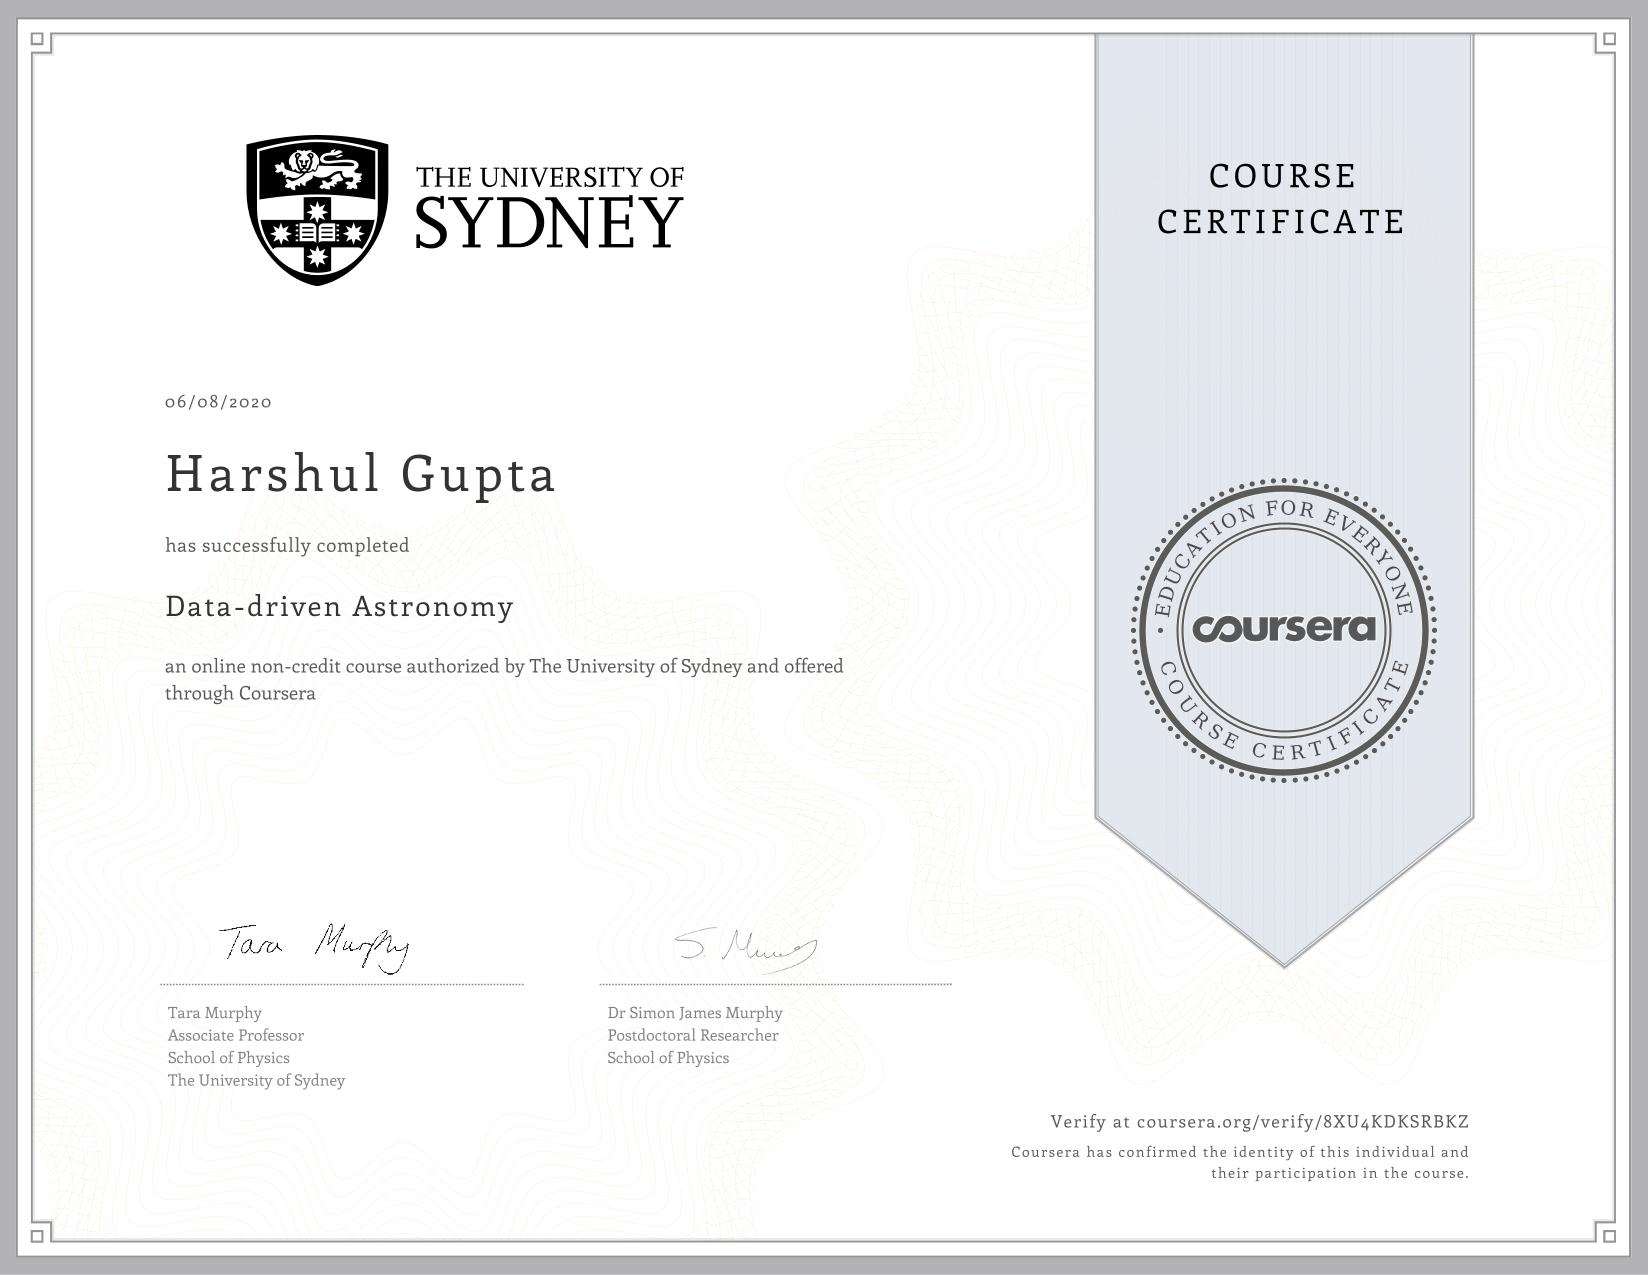 THE UNIVERSITY OF
SYDNEY
COURSE
CERTIFICATE
06/08/2020
Harshul Gupta
has successfully completed
Data-driven Astronomy
an online non-credit course authorized by The University of Sydney and offered
through Coursera
• EDUCATION FOR EVERYONE
coursera
COURSE CERTIFICATE
Tara Murphy
S. Murphy
Tara Murphy
Associate Professor
School of Physics
The University of Sydney
Dr Simon James Murphy
Postdoctoral Researcher
School of Physics
Verify at coursera.org/verify/8XU4KDKSRBKZ
Coursera has confirmed the identity of this individual and
their participation in the course.